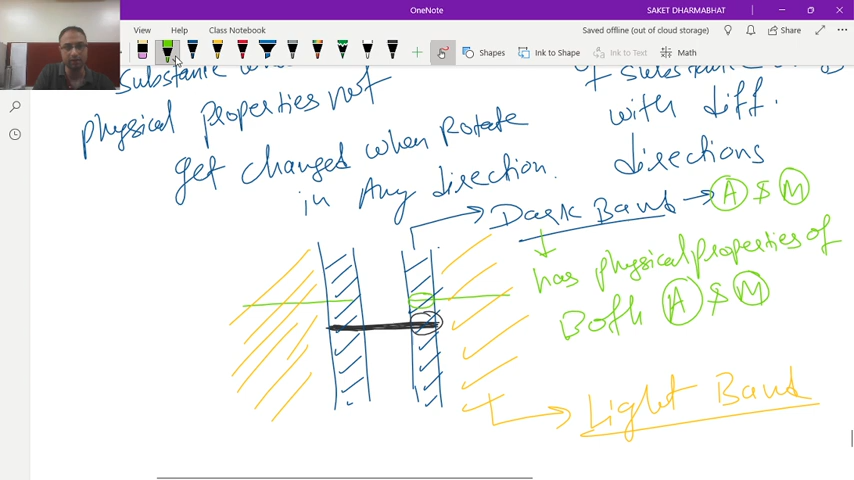 OneNote
SAKET DHARMABHAT
View Help Class Notebook
Saved offline (out of cloud storage)
Share
Shapes
Ink to Shape
Ink to Text
Math
substance
of substance
physical properties not
with diff.
get changed when Rotate
directions
in Any direction.
Dark Band → A & M
has physical properties of
Both A & M
Light Band